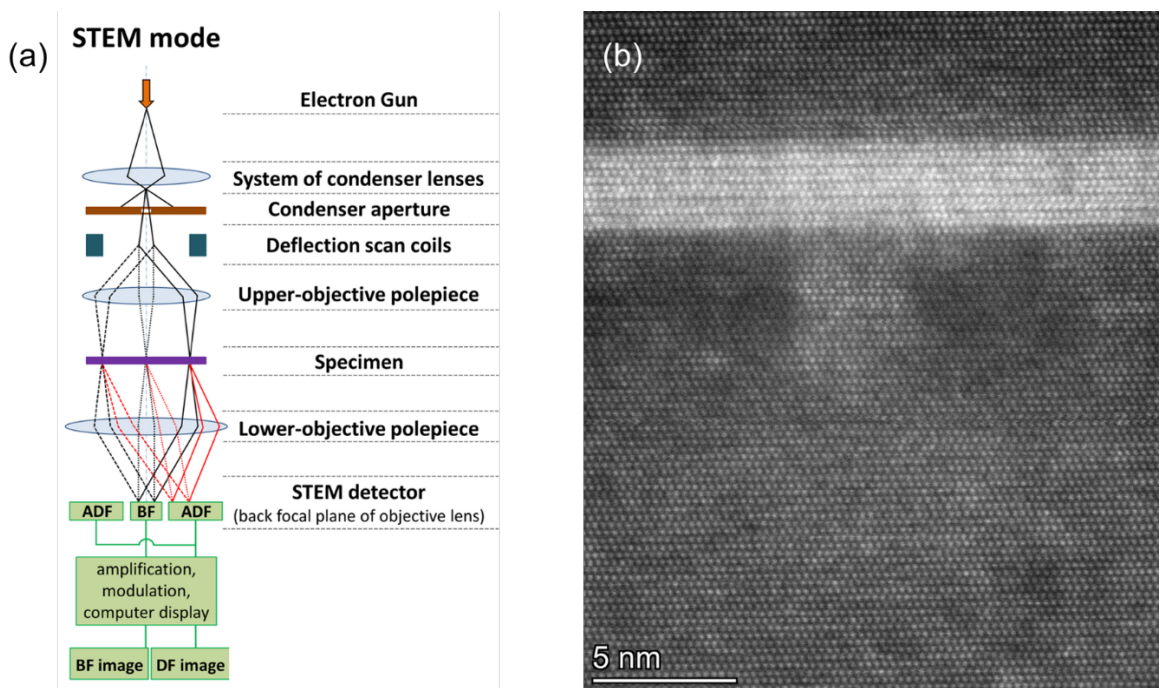 STEM mode
(a)
Electron Gun
System of condenser lenses
Condenser aperture
Deflection scan coils
Upper-objective polepiece
Specimen
Lower-objective polepiece
STEM detector
(back focal plane of objective lens)
ADF
BF
ADF
amplification,
modulation,
computer display
BF image
DF image
(b)
5 nm